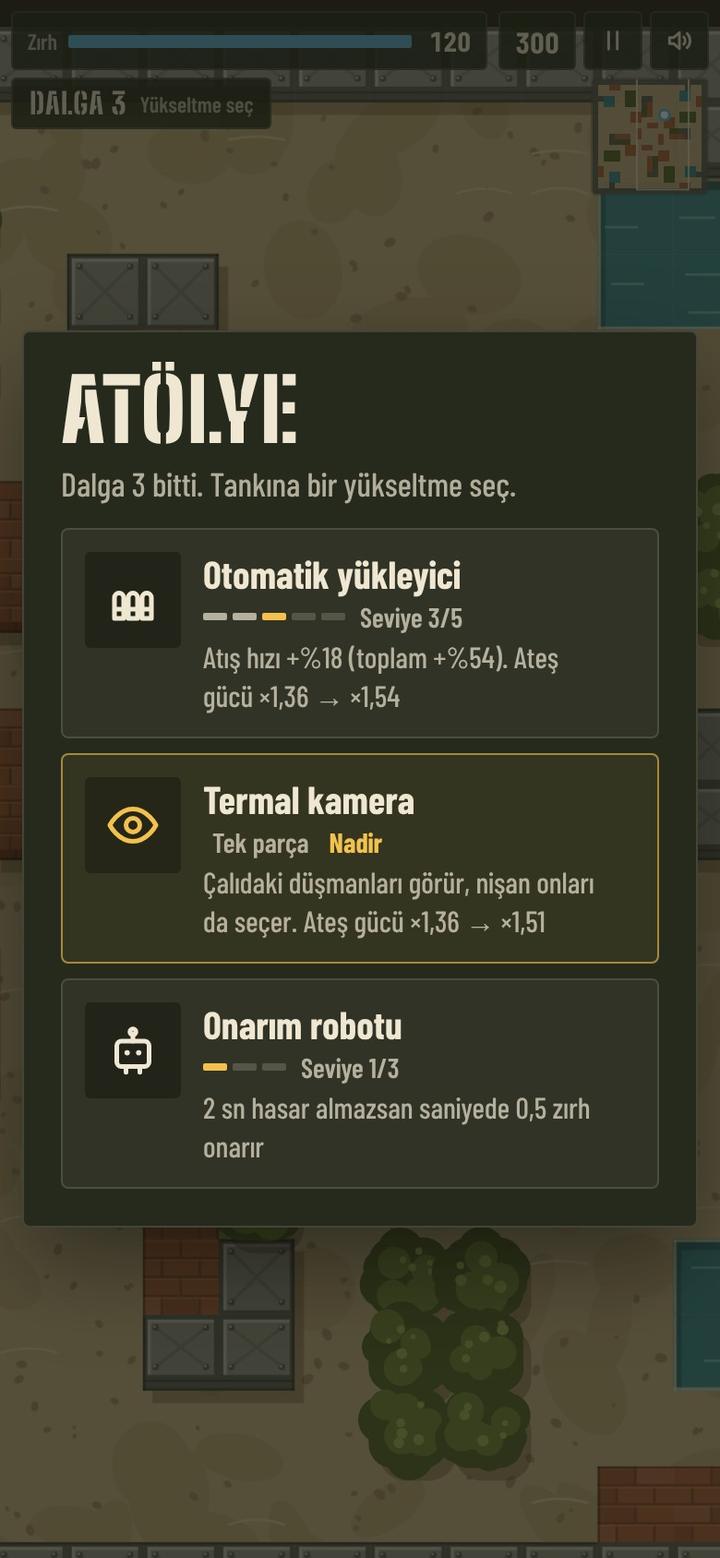 Zırh 120 300
DALGA 3 Yükseltme seç
ATÖLYE
Dalga 3 bitti. Tankına bir yükseltme seç.
Otomatik yükleyici
Seviye 3/5
Atış hızı +%18 (toplam +%54). Ateş
gücü ×1,36 → ×1,54
Termal kamera
Tek parça Nadir
Çalıdaki düşmanları görür, nişan onları
da seçer. Ateş gücü ×1,36 → ×1,51
Onarım robotu
Seviye 1/3
2 sn hasar almazsan saniyede 0,5 zırh
onarır